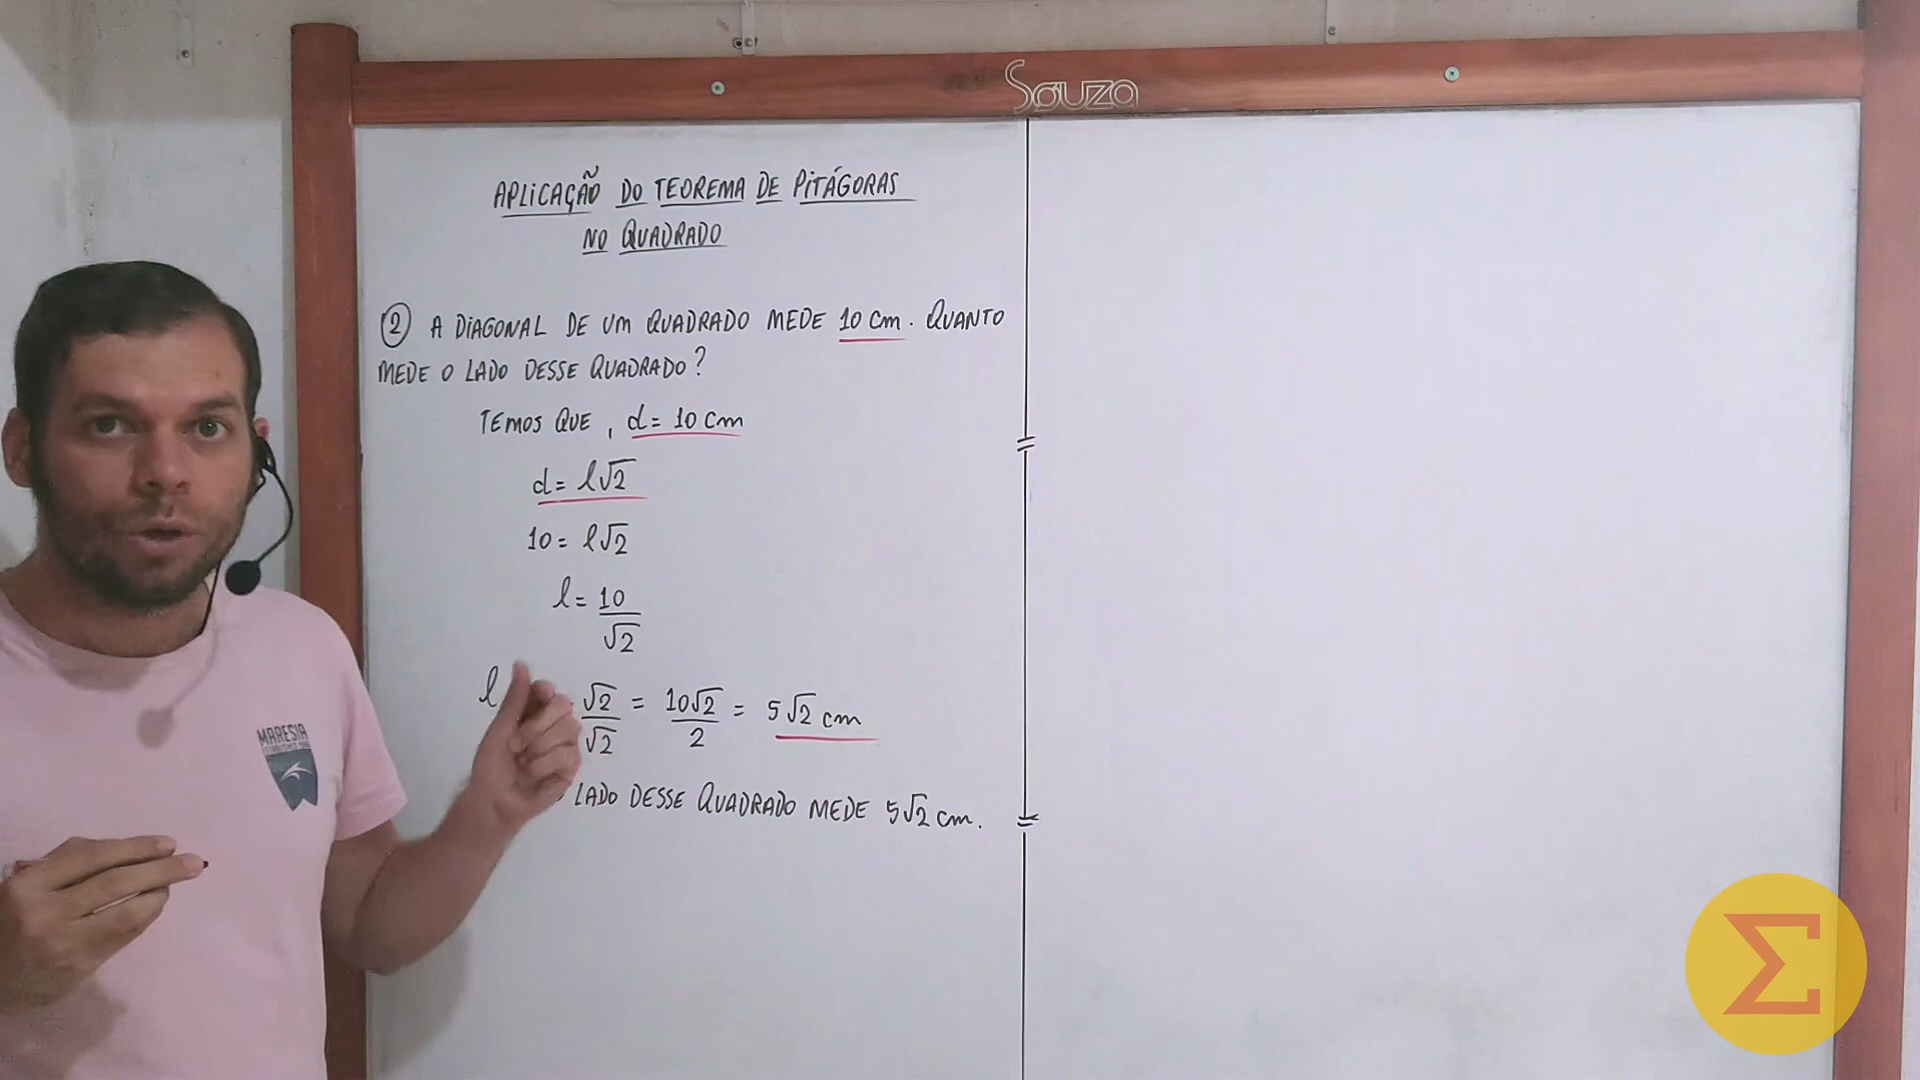 Souza
APLICAÇÃO DO TEOREMA DE PITÁGORAS
NO QUADRADO
② A DIAGONAL DE UM QUADRADO MEDE 10 cm. QUANTO
MEDE O LADO DESSE QUADRADO?
TEMOS QUE, d = 10 cm
d = l√2
10 = l√2
l = 10/√2
l √2/√2 = 10√2/2 = 5√2 cm
LADO DESSE QUADRADO MEDE 5√2 cm.
MARESIA
Σ